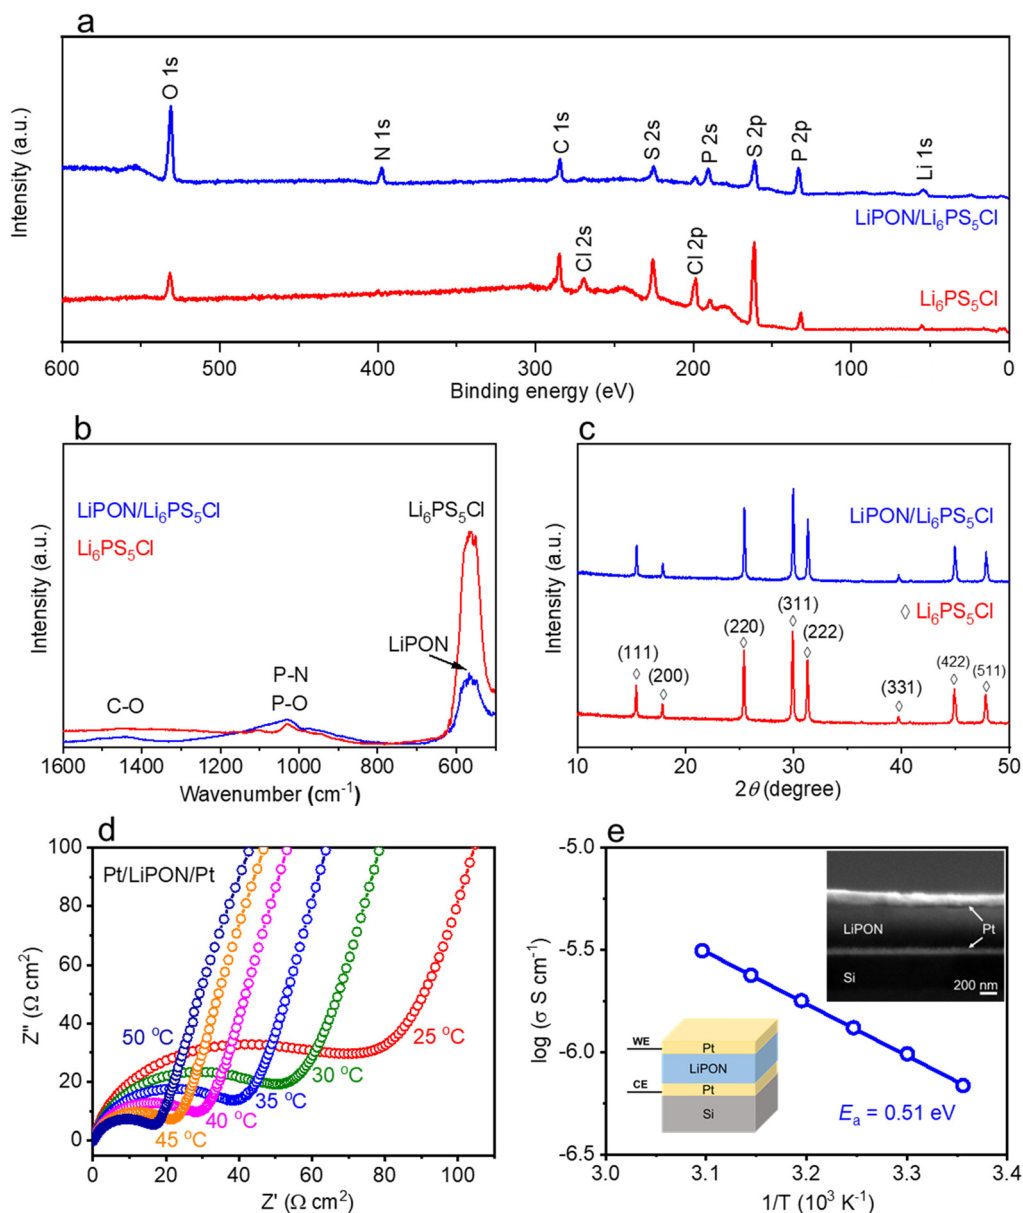 a
Intensity (a.u.)
O 1s
N 1s
C 1s
S 2s
P 2s
S 2p
P 2p
Li 1s
LiPON/Li₆PS₅Cl
Cl 2s
Cl 2p
Li₆PS₅Cl
600 500 400 300 200 100 0
Binding energy (eV)
b
Intensity (a.u.)
LiPON/Li₆PS₅Cl
Li₆PS₅Cl
Li₆PS₅Cl
LiPON
P-N
P-O
C-O
1600 1400 1200 1000 800 600
Wavenumber (cm⁻¹)
c
Intensity (a.u.)
LiPON/Li₆PS₅Cl
◊ Li₆PS₅Cl
(111)
(200)
(220)
(311)
(222)
(331)
(422)
(511)
10 20 30 40 50
2θ (degree)
d
Z'' (Ω cm²)
100
80
60
40
20
0
Pt/LiPON/Pt
50 °C
25 °C
30 °C
35 °C
40 °C
45 °C
0 20 40 60 80 100
Z' (Ω cm²)
e
log (σ S cm⁻¹)
-5.0
-5.5
-6.0
-6.5
LiPON
Pt
Si
200 nm
WE
Pt
LiPON
CE
Pt
Si
Eₐ = 0.51 eV
3.0 3.1 3.2 3.3 3.4
1/T (10³ K⁻¹)